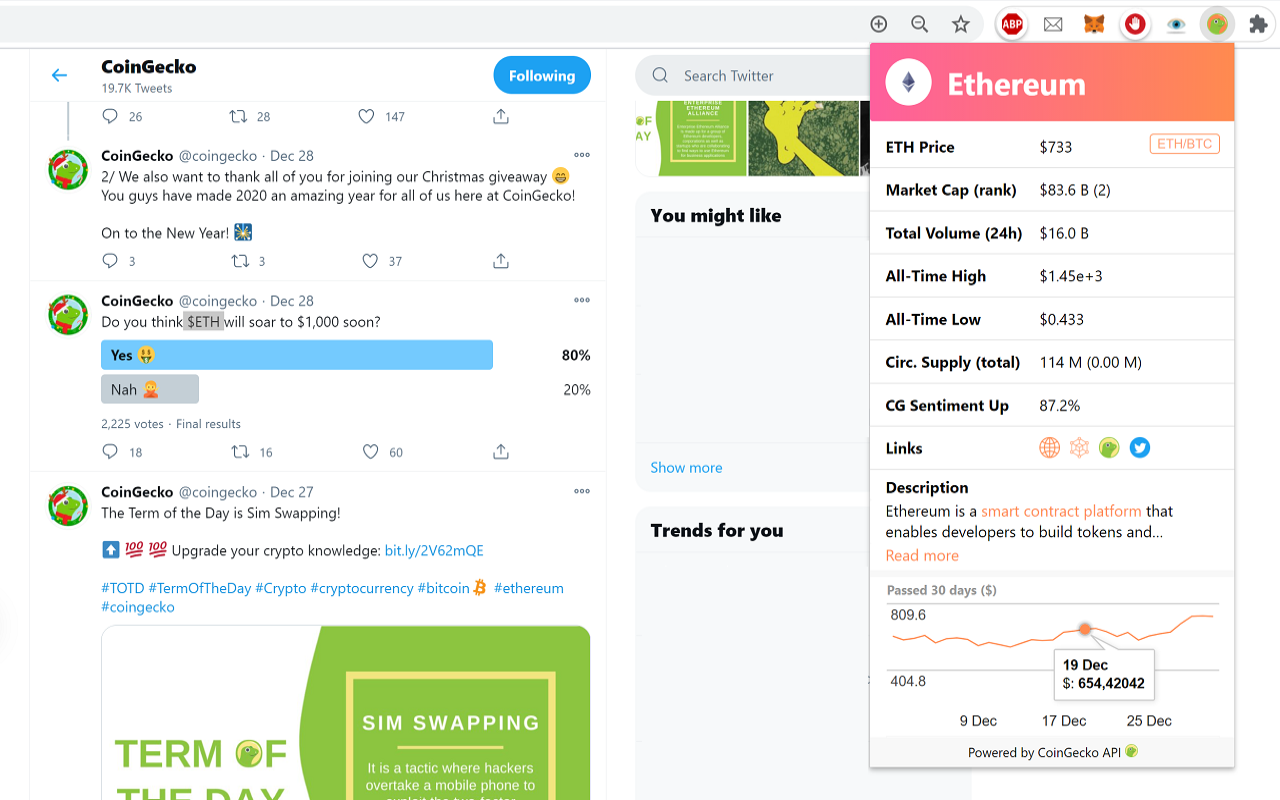 ABP
CoinGecko
19.7K Tweets
Following
26 28 147
CoinGecko @coingecko · Dec 28
2/ We also want to thank all of you for joining our Christmas giveaway 😁
You guys have made 2020 an amazing year for all of us here at CoinGecko!
On to the New Year! 🎆
3 3 37
CoinGecko @coingecko · Dec 28
Do you think $ETH will soar to $1,000 soon?
Yes 🤑 80%
Nah 🙅 20%
2,225 votes · Final results
18 16 60
CoinGecko @coingecko · Dec 27
The Term of the Day is Sim Swapping!
⬆️ 💯 💯 Upgrade your crypto knowledge: bit.ly/2V62mQE
#TOTD #TermOfTheDay #Crypto #cryptocurrency #bitcoin #ethereum
#coingecko
TERM OF
THE DAY
SIM SWAPPING
It is a tactic where hackers
overtake a mobile phone to
exploit the two-factor
Search Twitter
OF
AY
ENTERPRISE
ETHEREUM
ALLIANCE
You might like
Show more
Trends for you
Ethereum
ETH Price $733 ETH/BTC
Market Cap (rank) $83.6 B (2)
Total Volume (24h) $16.0 B
All-Time High $1.45e+3
All-Time Low $0.433
Circ. Supply (total) 114 M (0.00 M)
CG Sentiment Up 87.2%
Links
Description
Ethereum is a smart contract platform that
enables developers to build tokens and...
Read more
Passed 30 days ($)
809.6
19 Dec
$: 654,42042
404.8
9 Dec 17 Dec 25 Dec
Powered by CoinGecko API